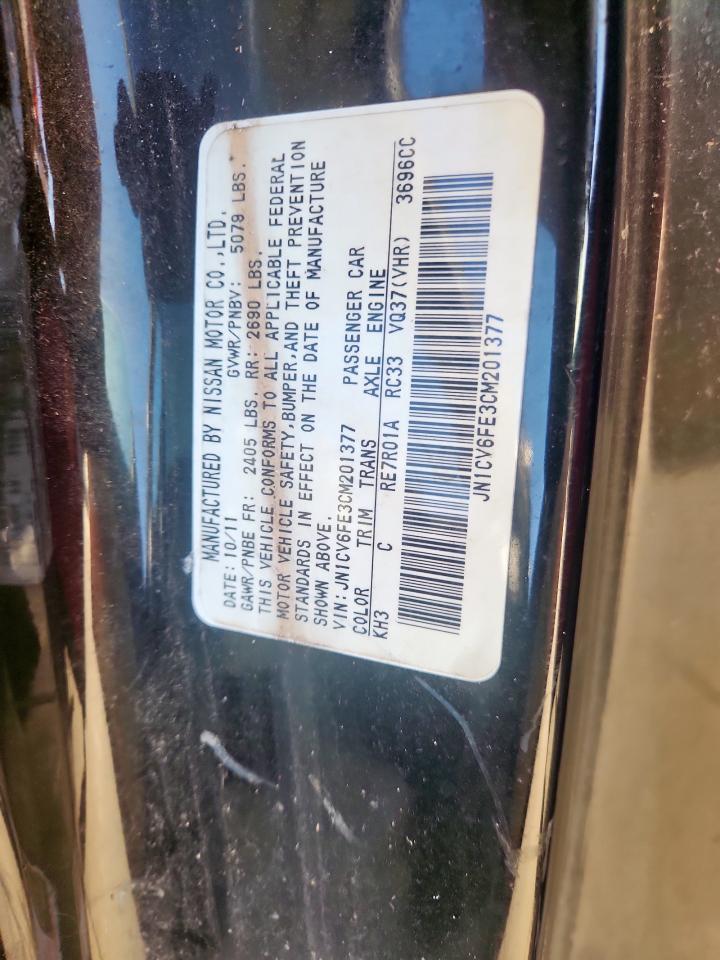 MANUFACTURED BY NISSAN MOTOR CO.,LTD.
DATE: 10/11 GVWR/PNBV: 5079 LBS.
GAWR/PNBE FR: 2405 LBS. RR: 2690 LBS.
THIS VEHICLE CONFORMS TO ALL APPLICABLE FEDERAL
MOTOR VEHICLE SAFETY,BUMPER,AND THEFT PREVENTION
STANDARDS IN EFFECT ON THE DATE OF MANUFACTURE
SHOWN ABOVE.
VIN:JN1CV6FE3CM201377 PASSENGER CAR
COLOR TRIM TRANS AXLE ENGINE
KH3 C RE7R01A RC33 VQ37(VHR) 3696CC
JN1CV6FE3CM201377